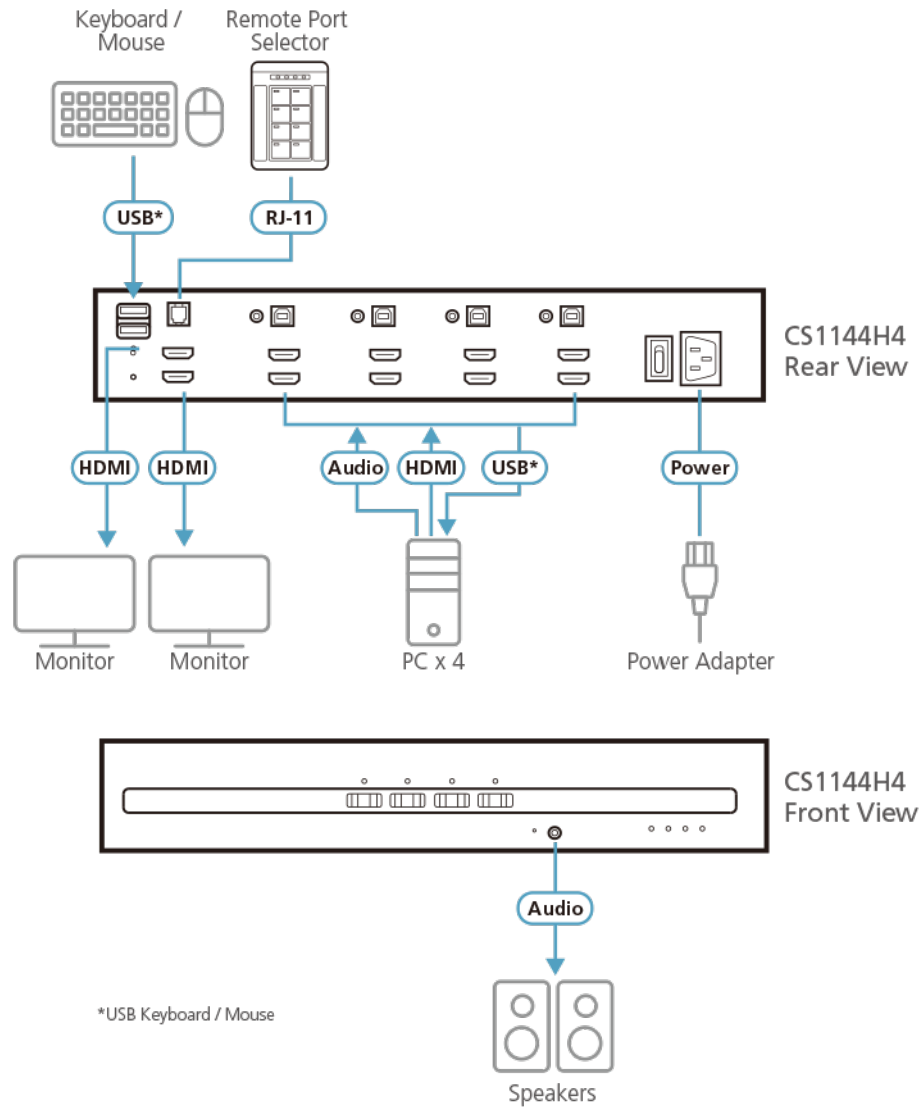 Keyboard /
Mouse
Remote Port
Selector
USB*
RJ-11
CS1144H4
Rear View
HDMI
HDMI
Audio
HDMI
USB*
Power
Monitor
Monitor
PC x 4
Power Adapter
CS1144H4
Front View
Audio
*USB Keyboard / Mouse
Speakers